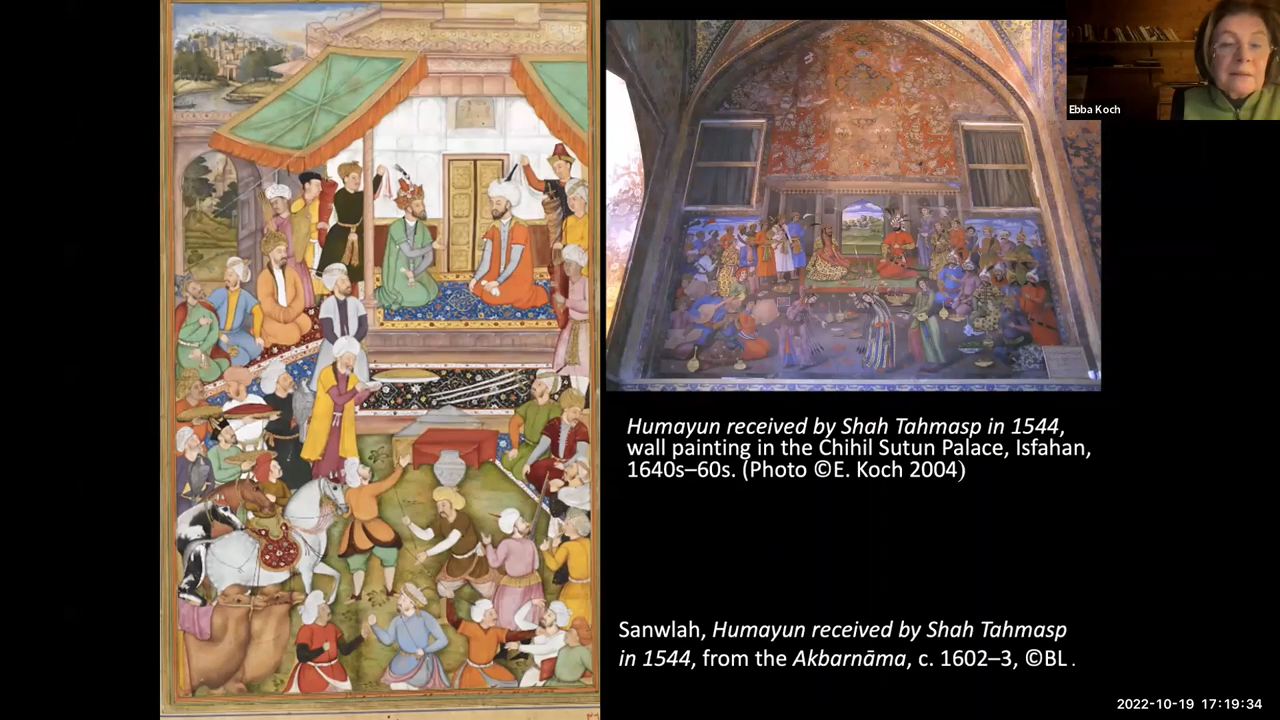 Ebba Koch
Humayun received by Shah Tahmasp in 1544,
wall painting in the Chihil Sutun Palace, Isfahan,
1640s–60s. (Photo ©E. Koch 2004)
Sanwlah, Humayun received by Shah Tahmasp
in 1544, from the Akbarnāma, c. 1602–3, ©BL .
2022-10-19 17:19:34